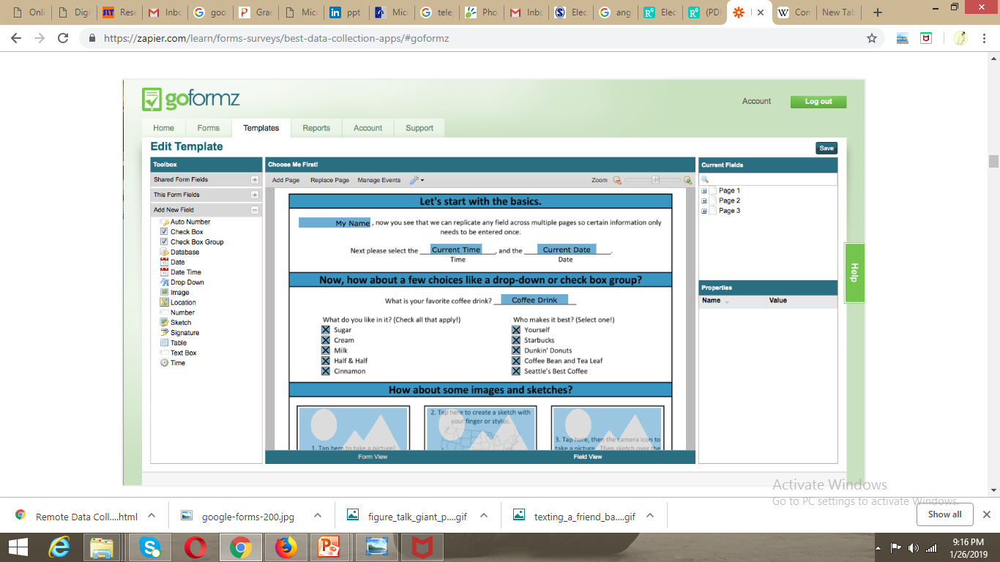 Onli
Digi
SLT Rese
Inbo
goo
P Grac
Mic
in ppt
Mic
tele
Pho
Inbo
Elec
ang
Elec
(PD
W Con
New Tab
https://zapier.com/learn/forms-surveys/best-data-collection-apps/#goformz
goformz
Account Log out
Home Forms Templates Reports Account Support
Edit Template
Save
Toolbox
Shared Form Fields
This Form Fields
Add New Field
Auto Number
Check Box
Check Box Group
Database
Date
Date Time
Drop Down
Image
Location
Number
Sketch
Signature
Table
Text Box
Time
Choose Me First!
Add Page Replace Page Manage Events Zoom
Let's start with the basics.
My Name , now you see that we can replicate any field across multiple pages so certain information only
needs to be entered once.
Next please select the Current Time , and the Current Date .
Time Date
Now, how about a few choices like a drop-down or check box group?
What is your favorite coffee drink? Coffee Drink
What do you like in it? (Check all that apply!)
Sugar
Cream
Milk
Half & Half
Cinnamon
Who makes it best? (Select one!)
Yourself
Starbucks
Dunkin' Donuts
Coffee Bean and Tea Leaf
Seattle's Best Coffee
How about some images and sketches?
1. Tap here to take a picture!
2. Tap here to create a sketch with
your finger or stylus.
3. Tap here, then the camera icon to
take a picture. Then sketch over the
Form View Field View
Current Fields
Page 1
Page 2
Page 3
Properties
Name Value
Help
Activate Windows
Go to PC settings to activate Windows.
Remote Data Coll....html
google-forms-200.jpg
figure_talk_giant_p....gif
texting_a_friend_ba....gif
Show all
9:16 PM
1/26/2019